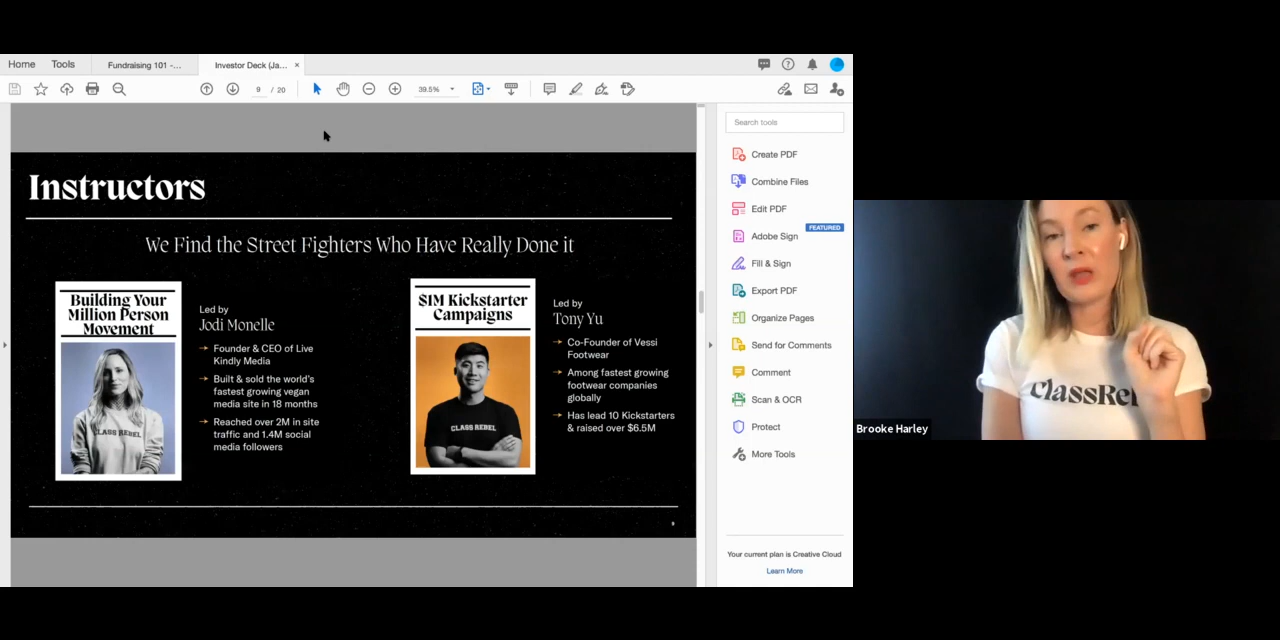 Home Tools Fundraising 101 -... Investor Deck (Ja... ×
9 / 20 39.5%
Instructors
We Find the Street Fighters Who Have Really Done it
Building Your
Million Person
Movement
CLASS REBEL
Led by
Jodi Monelle
→ Founder & CEO of Live
Kindly Media
→ Built & sold the world's
fastest growing vegan
media site in 18 months
→ Reached over 2M in site
traffic and 1.4M social
media followers
$1M Kickstarter
Campaigns
CLASS REBEL
Led by
Tony Yu
→ Co-Founder of Vessi
Footwear
→ Among fastest growing
footwear companies
globally
→ Has lead 10 Kickstarters
& raised over $6.5M
9
Search tools
Create PDF
Combine Files
Edit PDF
FEATURED
Adobe Sign
Fill & Sign
Export PDF
Organize Pages
Send for Comments
Comment
Scan & OCR
Protect
More Tools
Your current plan is Creative Cloud
Learn More
ClassRe
Brooke Harley